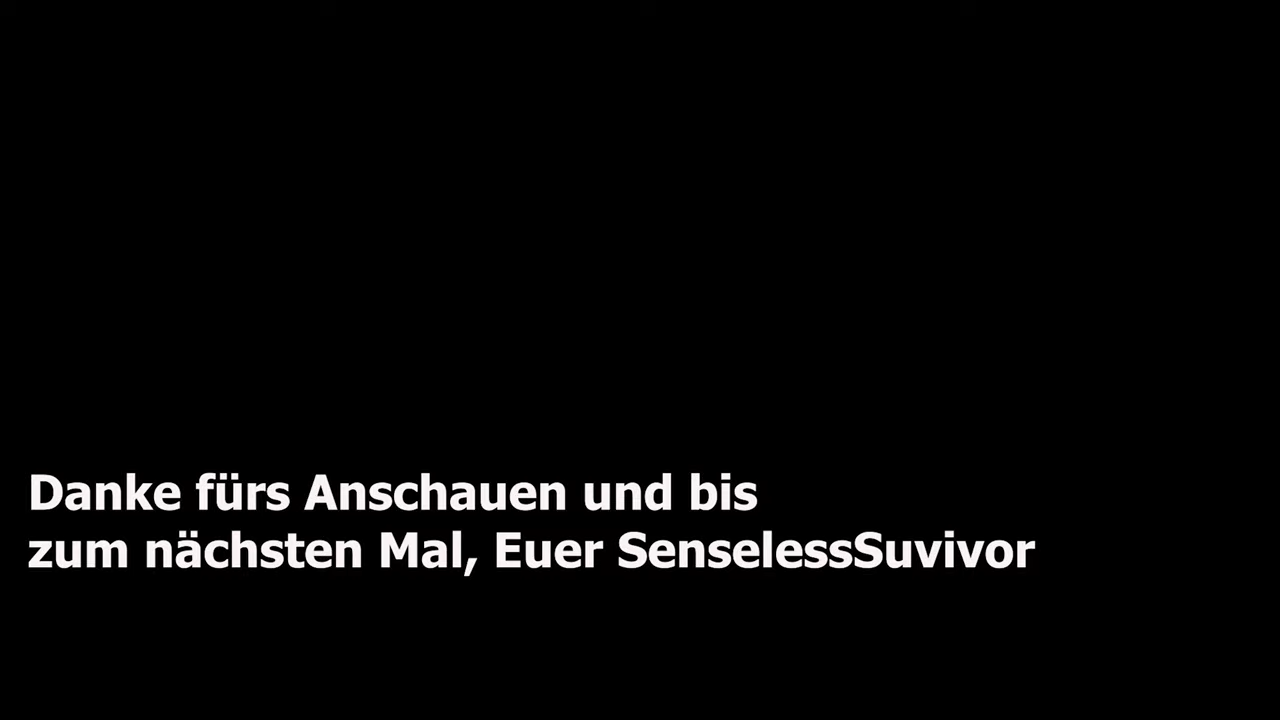 Danke fürs Anschauen und bis
zum nächsten Mal, Euer SenselessSuvivor